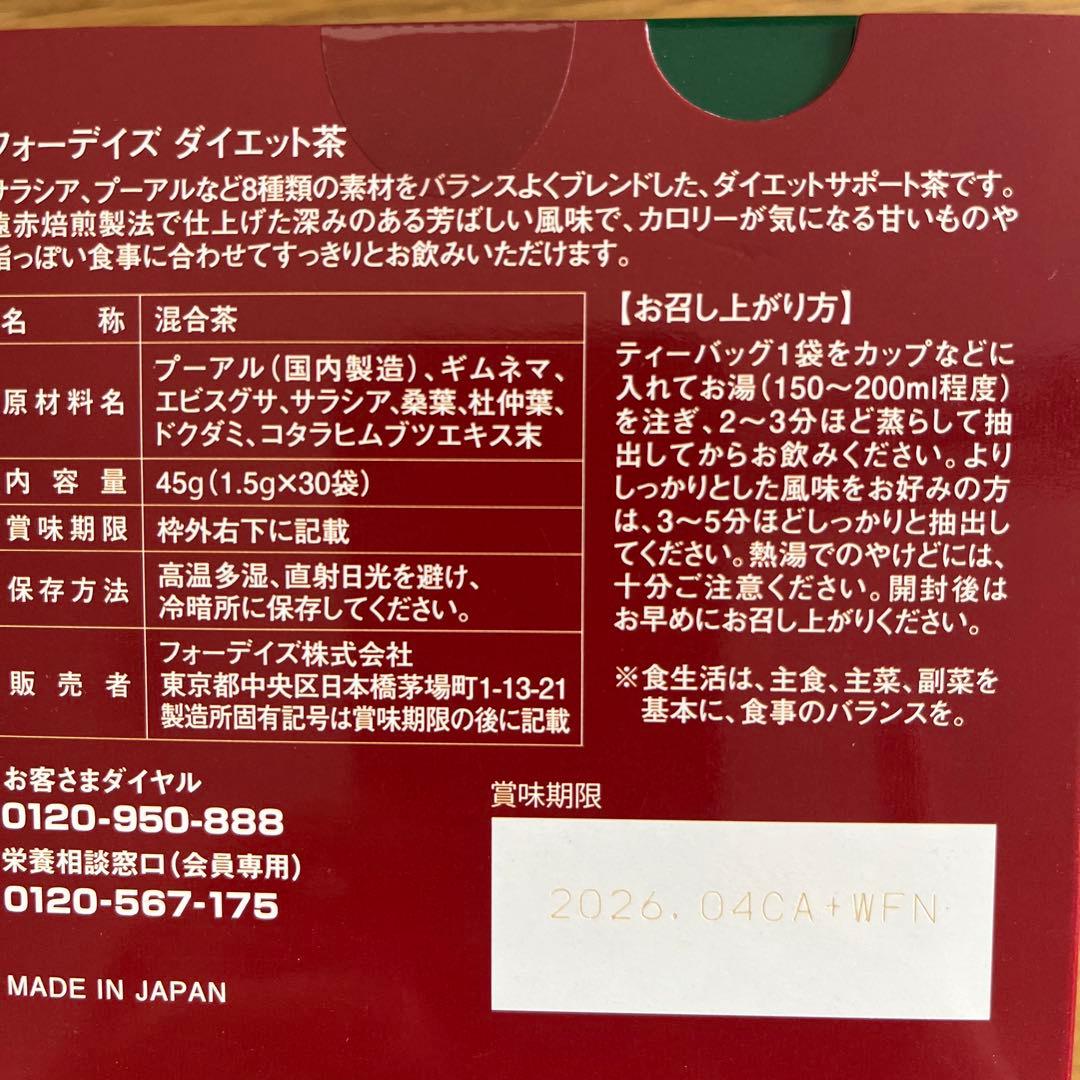 フォーデイズ ダイエット茶
サラシア、プーアルなど8種類の素材をバランスよくブレンドした、ダイエットサポート茶です。
遠赤焙煎製法で仕上げた深みのある芳ばしい風味で、カロリーが気になる甘いものや
脂っぽい食事に合わせてすっきりとお飲みいただけます。
名称 混合茶
原材料名 プーアル(国内製造)、ギムネマ、
エビスグサ、サラシア、桑葉、杜仲葉、
ドクダミ、コタラヒムブツエキス末
内容量 45g(1.5g×30袋)
賞味期限 枠外右下に記載
保存方法 高温多湿、直射日光を避け、
冷暗所に保存してください。
販売者 フォーデイズ株式会社
東京都中央区日本橋茅場町1-13-21
製造所固有記号は賞味期限の後に記載
【お召し上がり方】
ティーバッグ1袋をカップなどに
入れてお湯(150〜200ml程度)
を注ぎ、2〜3分ほど蒸らして抽
出してからお飲みください。より
しっかりとした風味をお好みの方
は、3〜5分ほどしっかりと抽出し
てください。熱湯でのやけどには、
十分ご注意ください。開封後は
お早めにお召し上がりください。
※食生活は、主食、主菜、副菜を
基本に、食事のバランスを。
お客さまダイヤル
0120-950-888
栄養相談窓口(会員専用)
0120-567-175
MADE IN JAPAN
賞味期限
2026.04CA+WFN